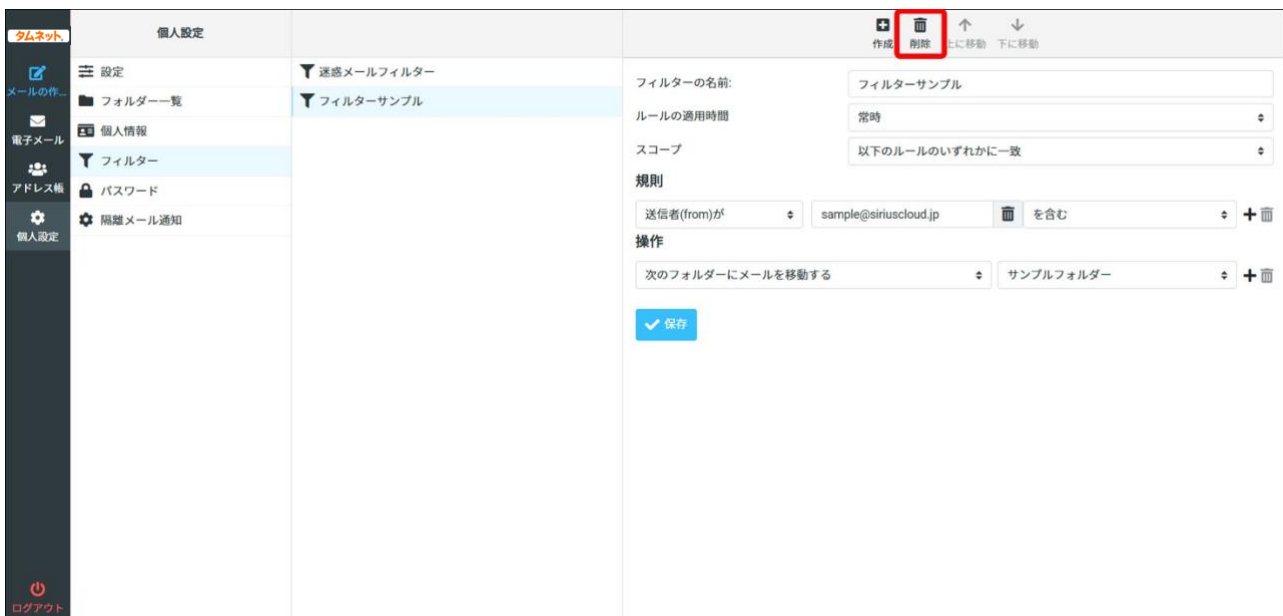 タムネット.
メールの作...
電子メール
アドレス帳
個人設定
ログアウト
個人設定
設定
フォルダー一覧
個人情報
フィルター
パスワード
隔離メール通知
迷惑メールフィルター
フィルターサンプル
作成 削除 上に移動 下に移動
フィルターの名前: フィルターサンプル
ルールの適用時間 常時
スコープ 以下のルールのいずれかに一致
規則
送信者(from)が sample@siriuscloud.jp を含む
操作
次のフォルダーにメールを移動する サンプルフォルダー
保存